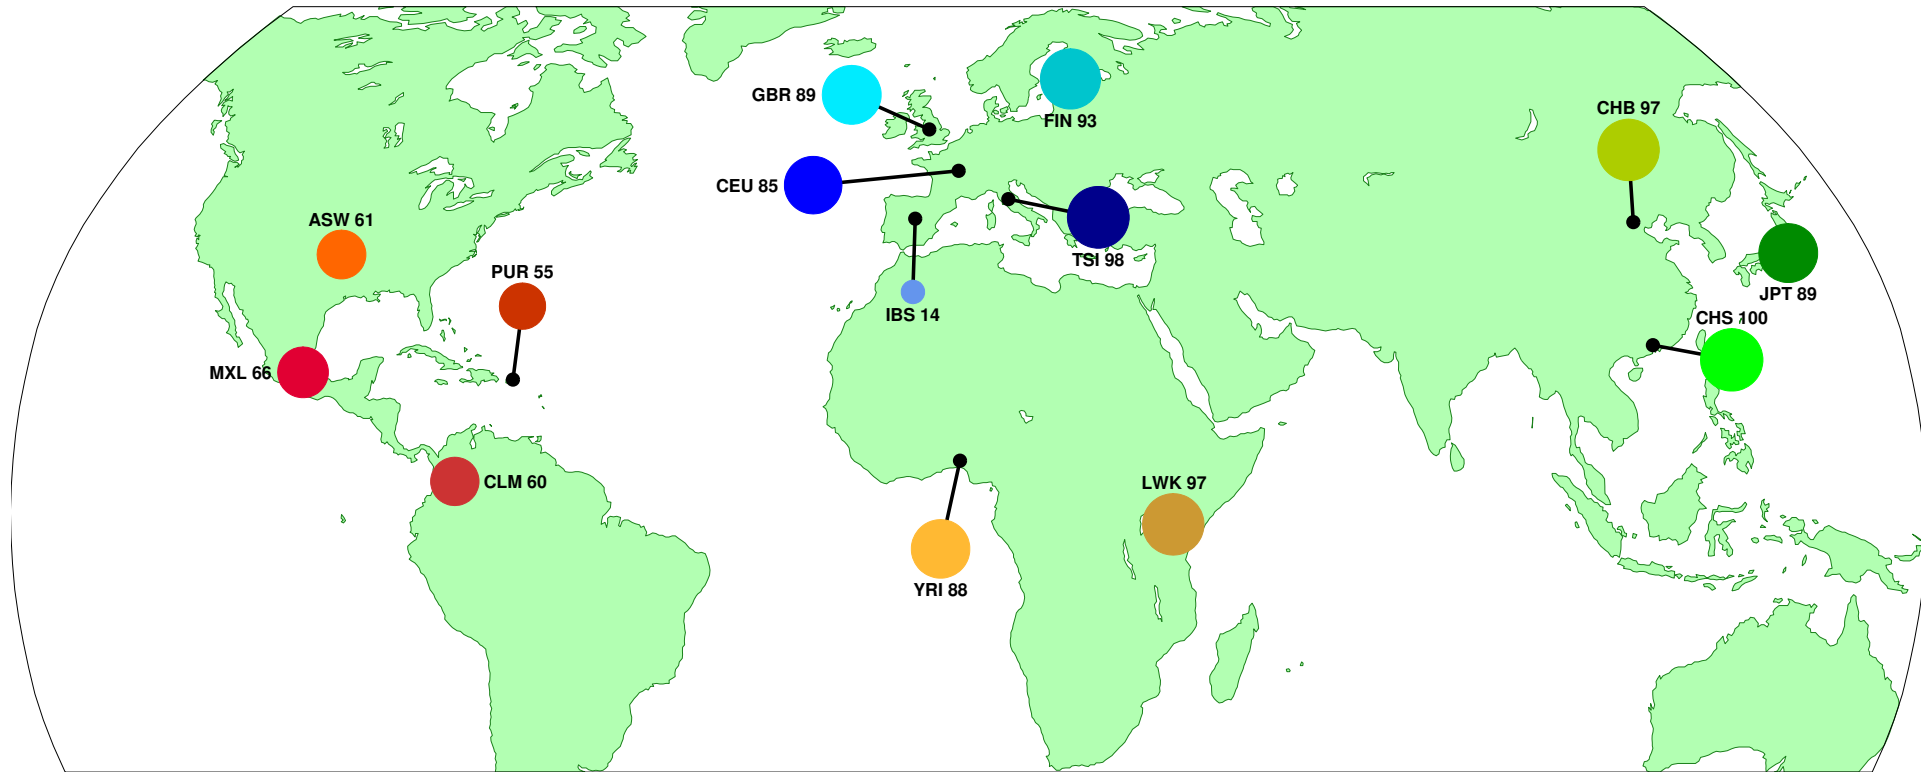 GBR 89
FIN 93
CHB 97
CEU 85
ASW 61
TSI 98
PUR 55
JPT 89
IBS 14
CHS 100
MXL 66
CLM 60
LWK 97
YRI 88